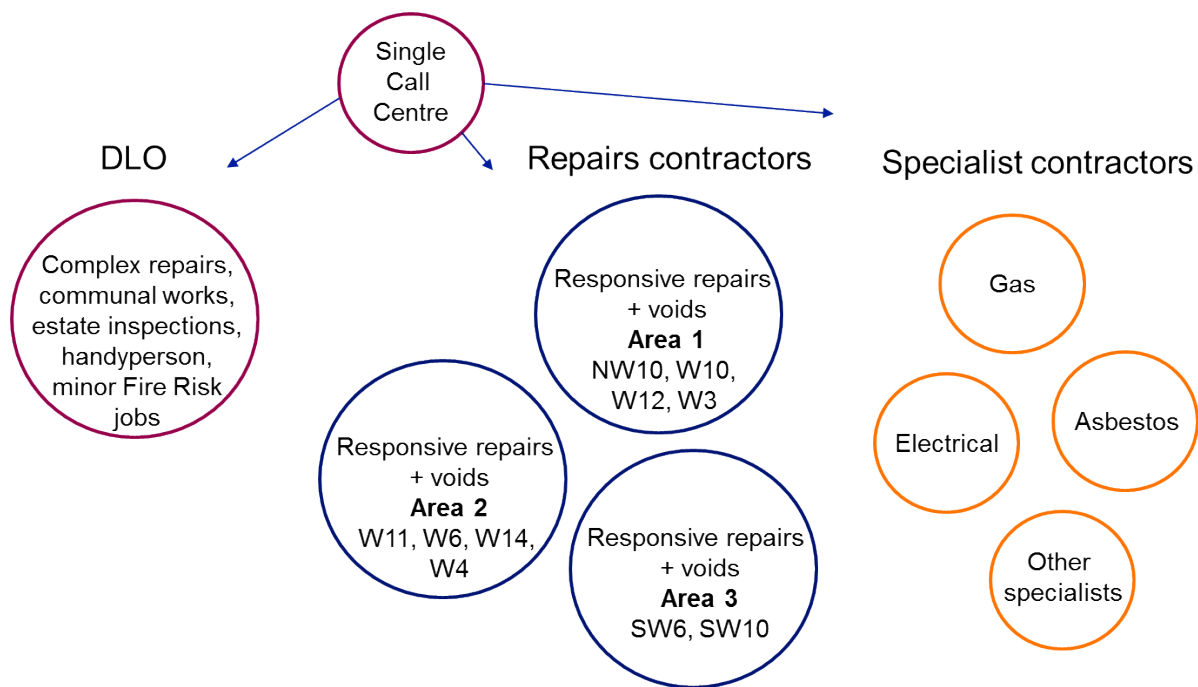 Single
Call
Centre
DLO
Complex repairs,
communal works,
estate inspections,
handyperson,
minor Fire Risk
jobs
Repairs contractors
Responsive repairs
+ voids
Area 1
NW10, W10,
W12, W3
Responsive repairs
+ voids
Area 2
W11, W6, W14,
W4
Responsive repairs
+ voids
Area 3
SW6, SW10
Specialist contractors
Gas
Electrical
Asbestos
Other
specialists